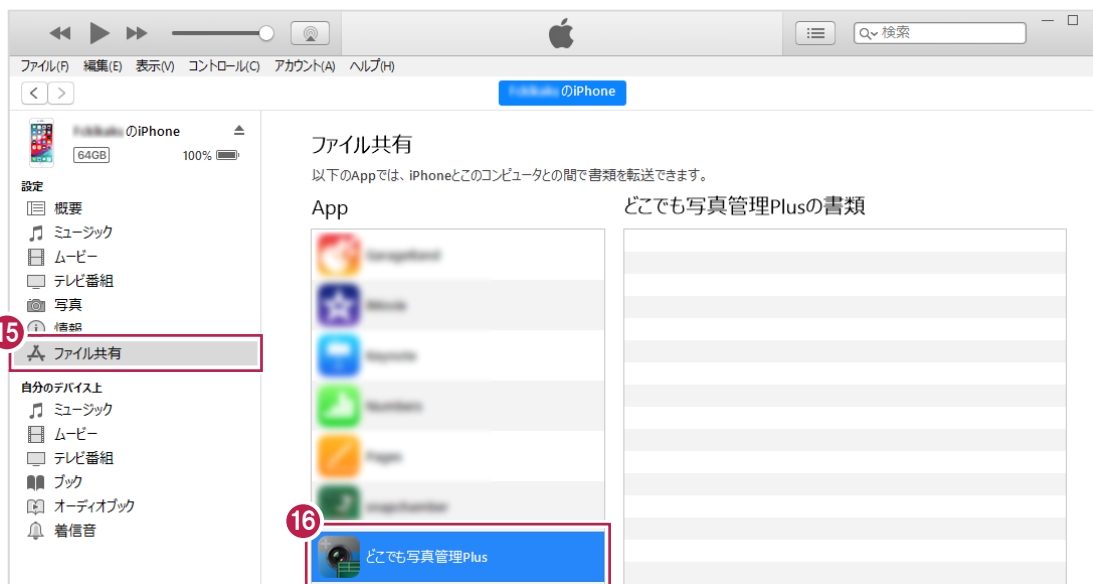 検索
ファイル(F) 編集(E) 表示(V) コントロール(C) アカウント(A) ヘルプ(H)
のiPhone
のiPhone
64GB 100%
設定
概要
ミュージック
ムービー
テレビ番組
写真
情報
15
ファイル共有
自分のデバイス上
ミュージック
ムービー
テレビ番組
ブック
オーディオブック
着信音
ファイル共有
以下のAppでは、iPhoneとこのコンピュータとの間で書類を転送できます。
App
16
どこでも写真管理Plus
どこでも写真管理Plusの書類